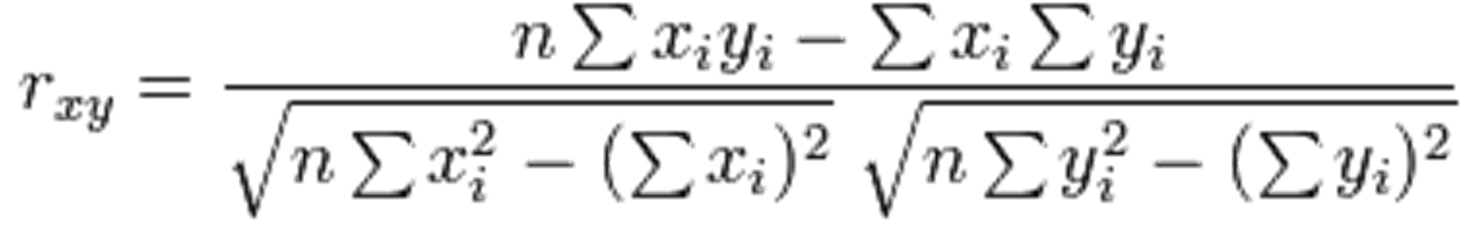 r_{xy} = \frac{n \sum x_i y_i - \sum x_i \sum y_i}{\sqrt{n \sum x_i^2 - (\sum x_i)^2} \sqrt{n \sum y_i^2 - (\sum y_i)^2}}